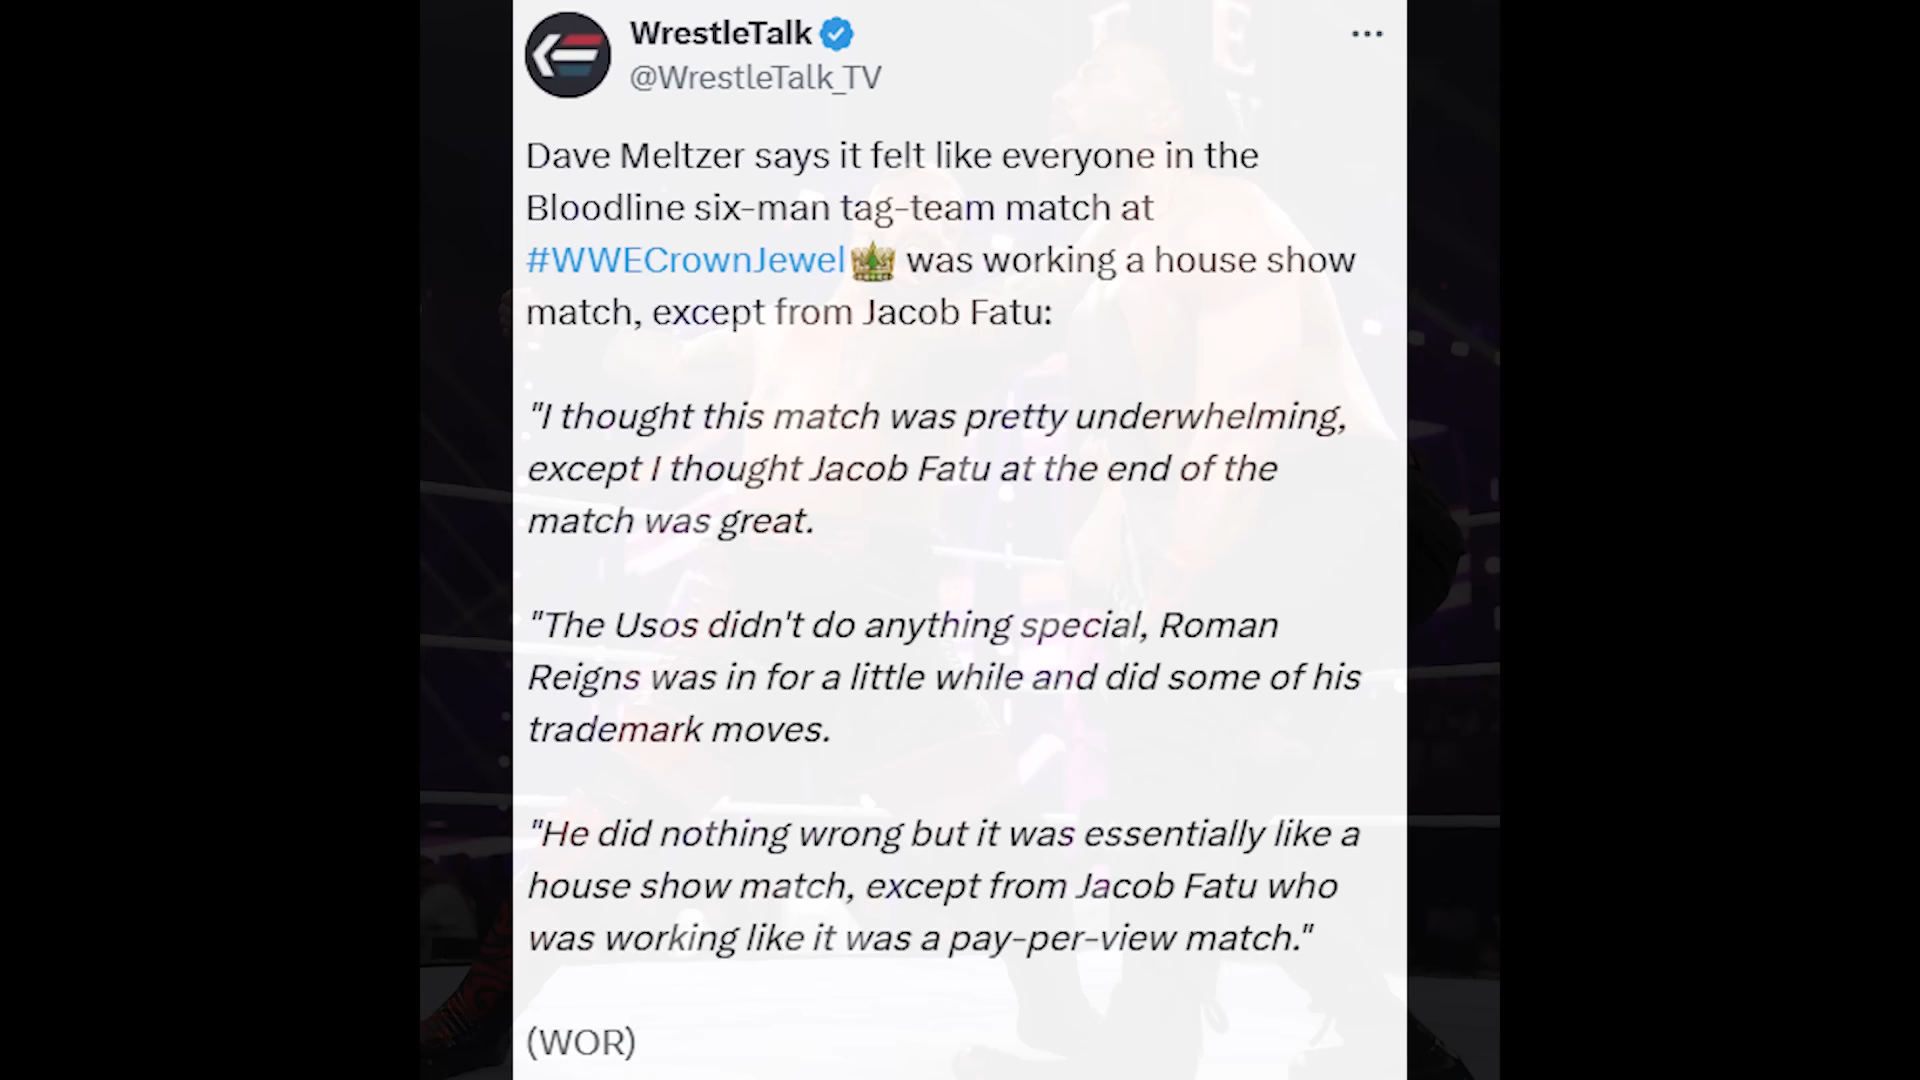 WrestleTalk
@WrestleTalk_TV
Dave Meltzer says it felt like everyone in the
Bloodline six-man tag-team match at
#WWECrownJewel was working a house show
match, except from Jacob Fatu:
"I thought this match was pretty underwhelming,
except I thought Jacob Fatu at the end of the
match was great.
"The Usos didn't do anything special, Roman
Reigns was in for a little while and did some of his
trademark moves.
"He did nothing wrong but it was essentially like a
house show match, except from Jacob Fatu who
was working like it was a pay-per-view match."
(WOR)